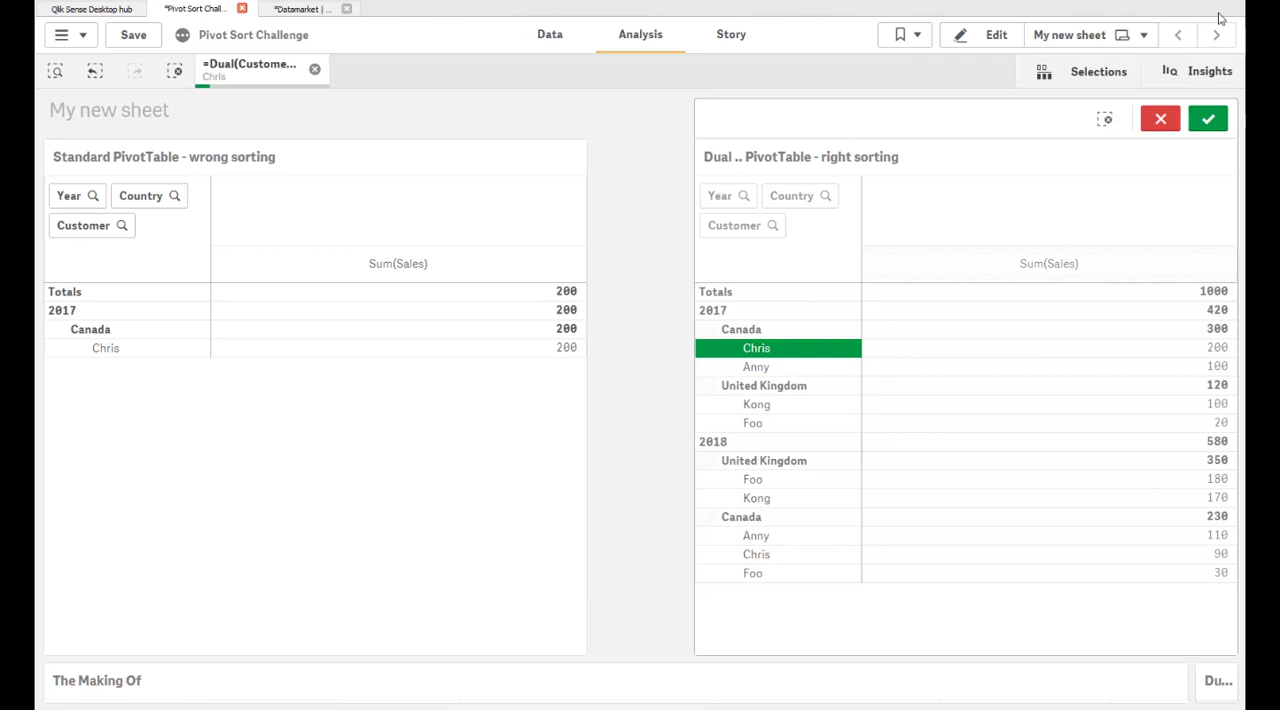 Qlik Sense Desktop hub
*Pivot Sort Chall...
*Datamarket | ...
Save
Pivot Sort Challenge
Data
Analysis
Story
Edit
My new sheet
=Dual(Custome...
Chris
Selections
Insights
My new sheet
Standard PivotTable - wrong sorting
Year
Country
Customer
Sum(Sales)
Totals 200
2017 200
Canada 200
Chris 200
Dual .. PivotTable - right sorting
Year
Country
Customer
Sum(Sales)
Totals 1000
2017 420
Canada 300
Chris 200
Anny 100
United Kingdom 120
Kong 100
Foo 20
2018 580
United Kingdom 350
Foo 180
Kong 170
Canada 230
Anny 110
Chris 90
Foo 30
The Making Of
Du...